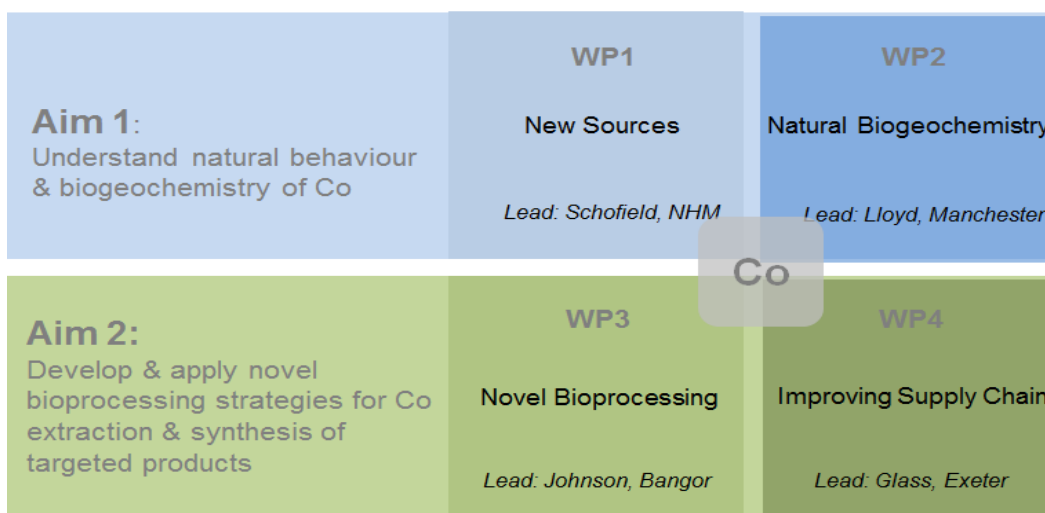 Aim 1:
Understand natural behaviour
& biogeochemistry of Co
WP1
New Sources
Lead: Schofield, NHM
WP2
Natural Biogeochemistry
Lead: Lloyd, Manchester
Co
Aim 2:
Develop & apply novel
bioprocessing strategies for Co
extraction & synthesis of
targeted products
WP3
Novel Bioprocessing
Lead: Johnson, Bangor
WP4
Improving Supply Chain
Lead: Glass, Exeter